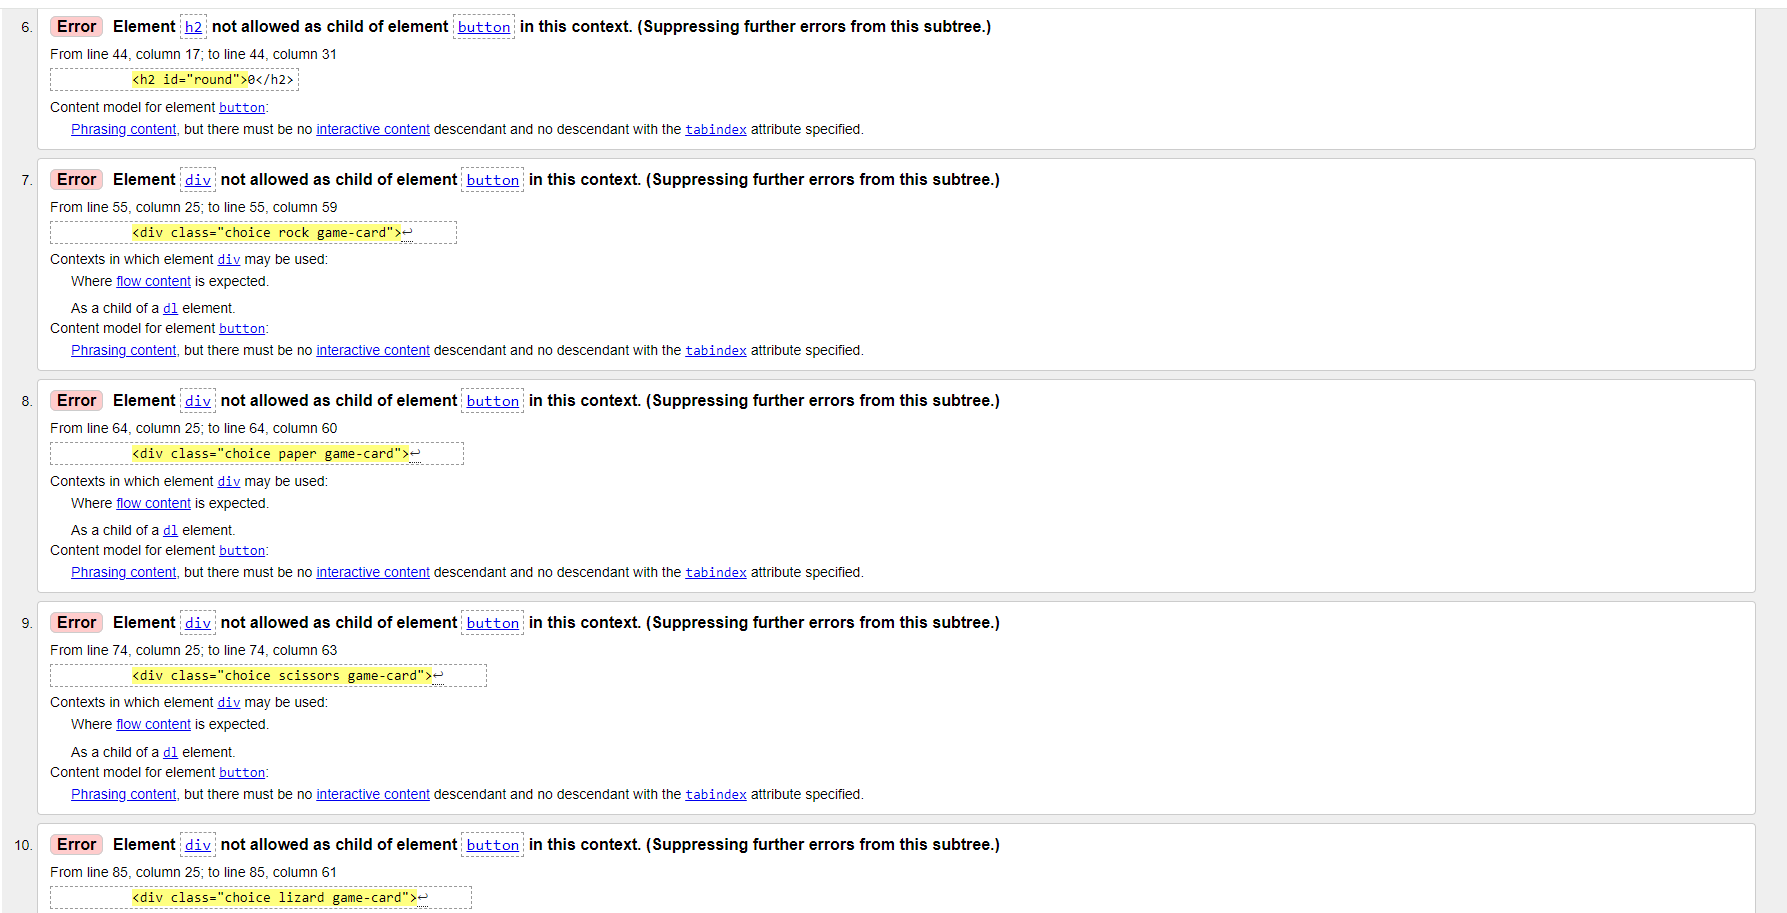 6. Error Element h2 not allowed as child of element button in this context. (Suppressing further errors from this subtree.)
From line 44, column 17; to line 44, column 31
<h2 id="round">0</h2>
Content model for element button:
Phrasing content, but there must be no interactive content descendant and no descendant with the tabindex attribute specified.
7. Error Element div not allowed as child of element button in this context. (Suppressing further errors from this subtree.)
From line 55, column 25; to line 55, column 59
<div class="choice rock game-card">↩
Contexts in which element div may be used:
Where flow content is expected.
As a child of a dl element.
Content model for element button:
Phrasing content, but there must be no interactive content descendant and no descendant with the tabindex attribute specified.
8. Error Element div not allowed as child of element button in this context. (Suppressing further errors from this subtree.)
From line 64, column 25; to line 64, column 60
<div class="choice paper game-card">↩
Contexts in which element div may be used:
Where flow content is expected.
As a child of a dl element.
Content model for element button:
Phrasing content, but there must be no interactive content descendant and no descendant with the tabindex attribute specified.
9. Error Element div not allowed as child of element button in this context. (Suppressing further errors from this subtree.)
From line 74, column 25; to line 74, column 63
<div class="choice scissors game-card">↩
Contexts in which element div may be used:
Where flow content is expected.
As a child of a dl element.
Content model for element button:
Phrasing content, but there must be no interactive content descendant and no descendant with the tabindex attribute specified.
10. Error Element div not allowed as child of element button in this context. (Suppressing further errors from this subtree.)
From line 85, column 25; to line 85, column 61
<div class="choice lizard game-card">↩